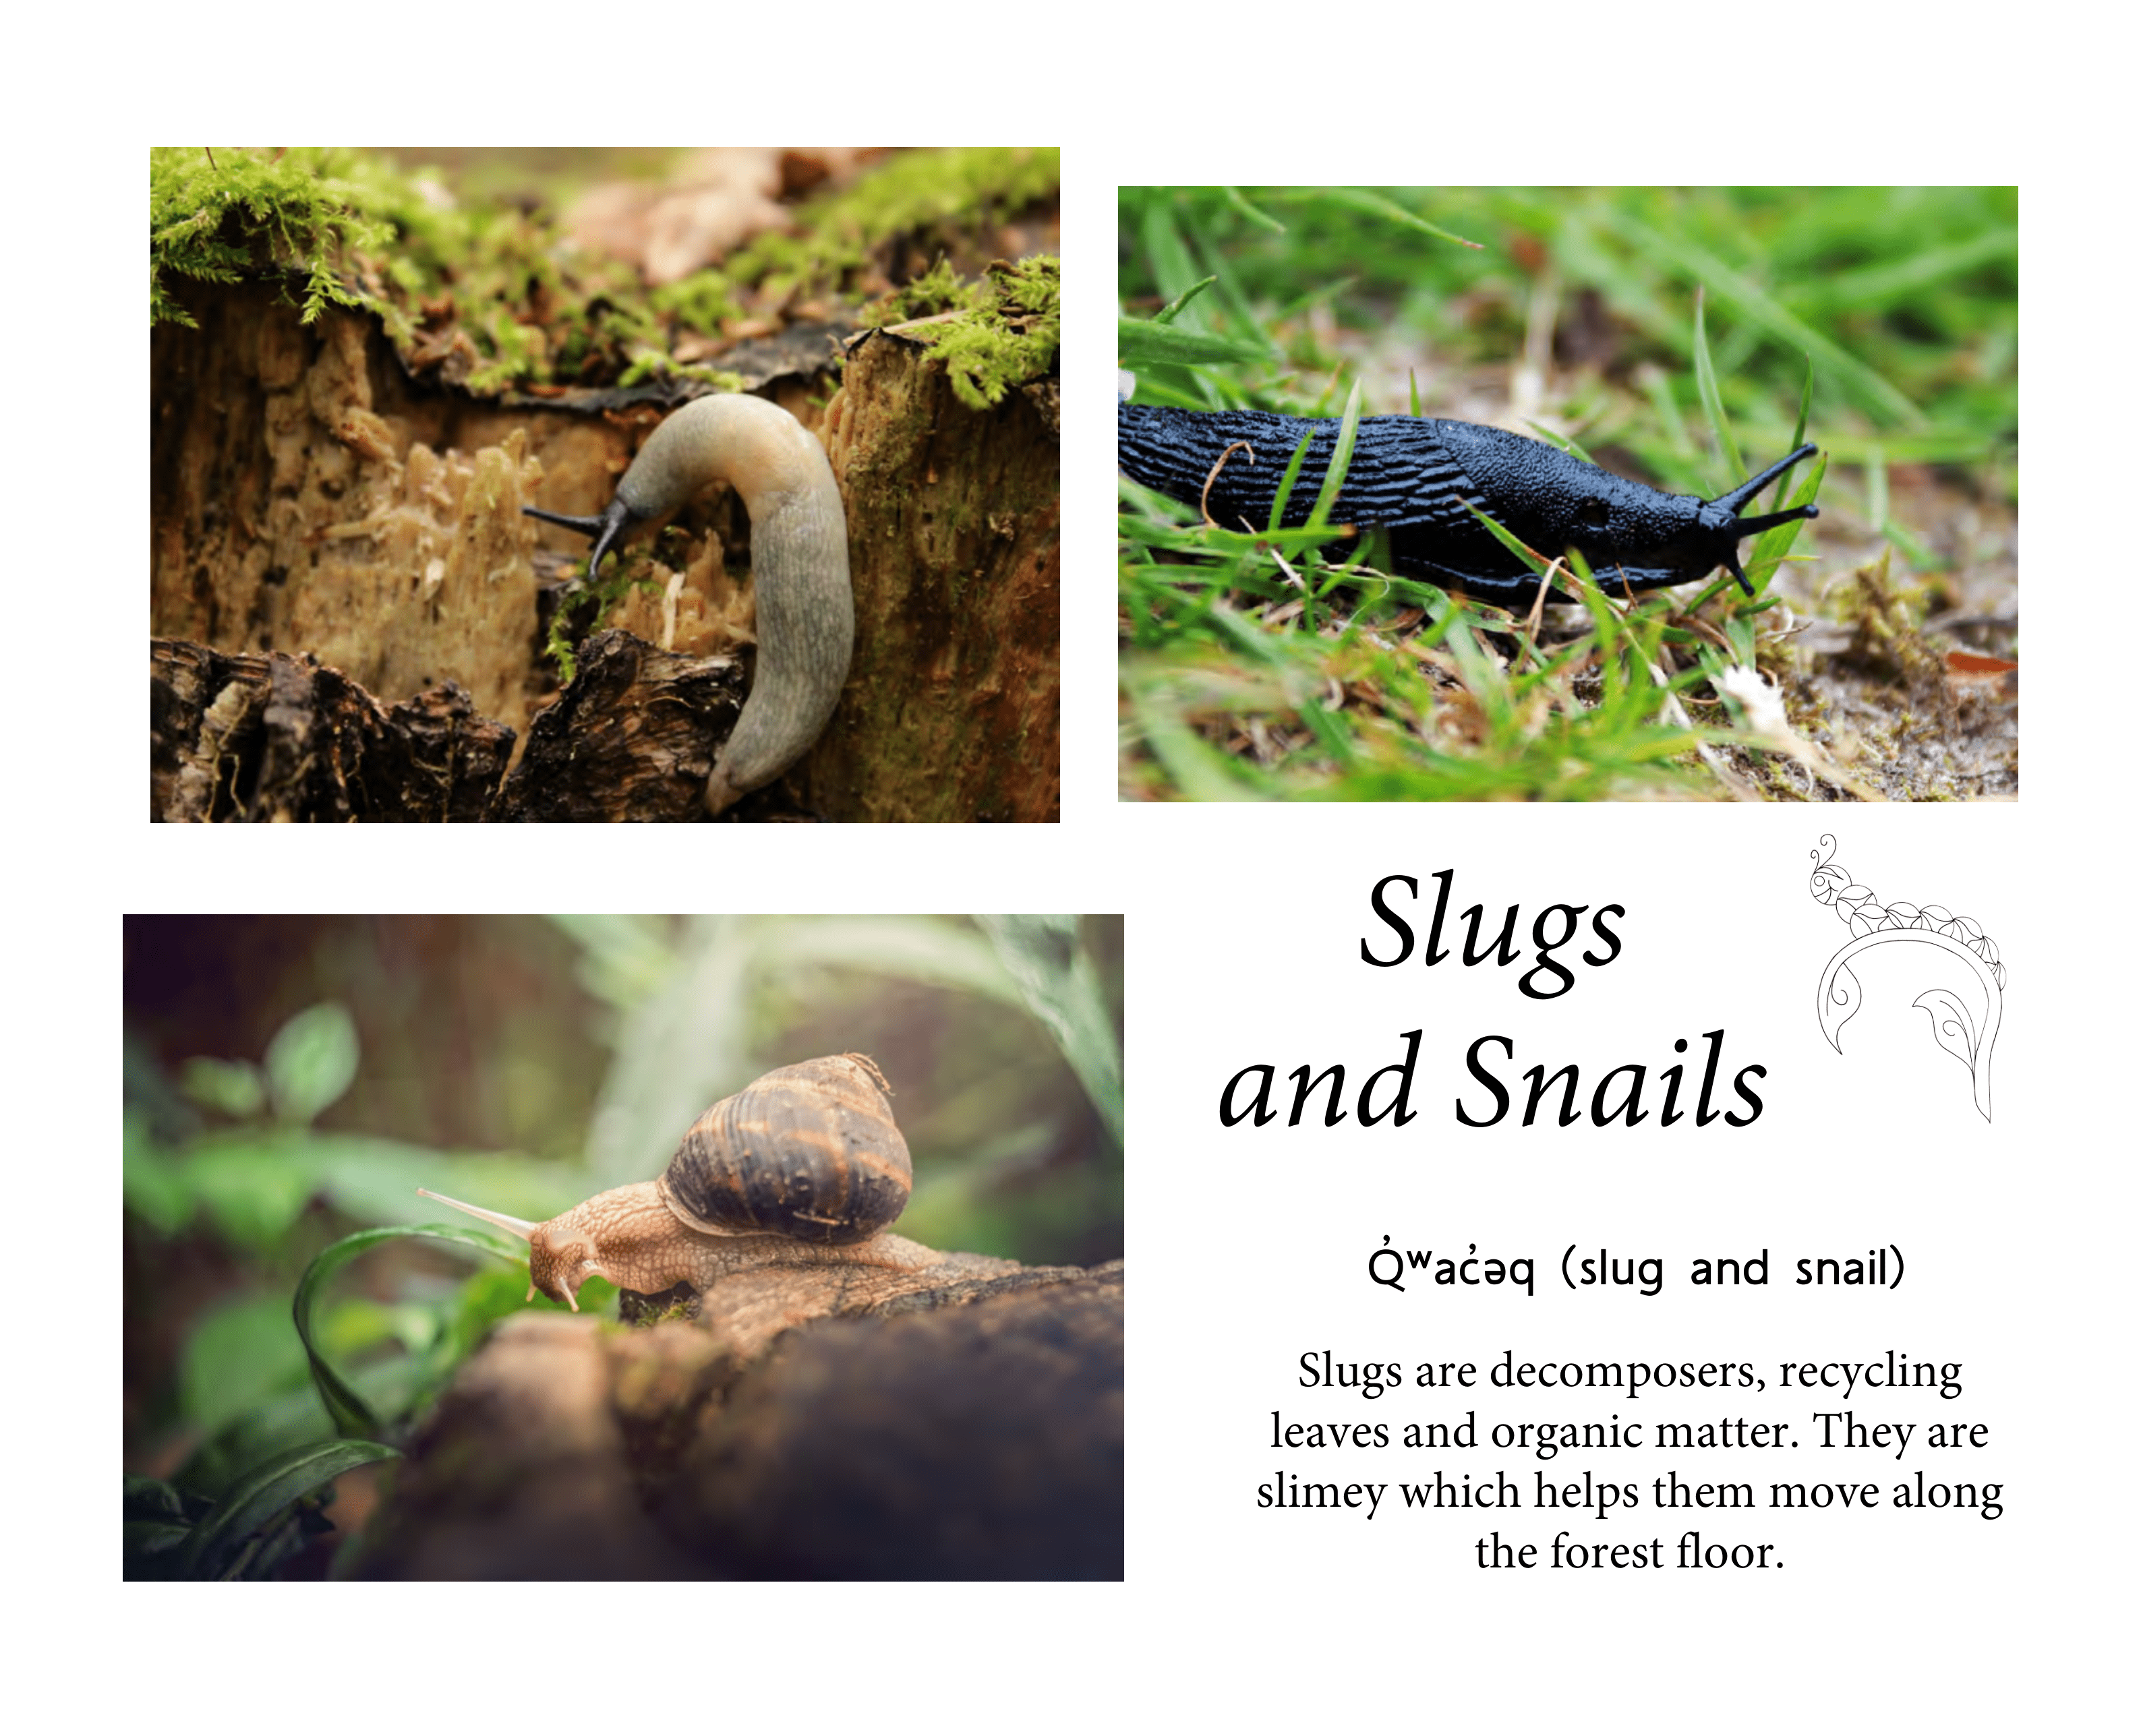 Slugs
and Snails
Q̓ʷac̓əq (slug and snail)
Slugs are decomposers, recycling
leaves and organic matter. They are
slimey which helps them move along
the forest floor.